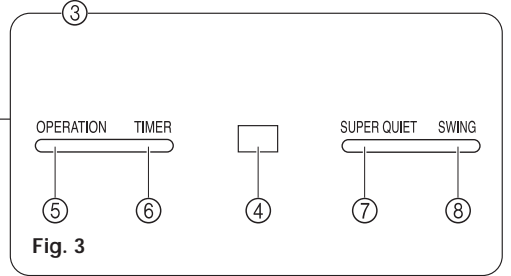 ③
OPERATION TIMER SUPER QUIET SWING
⑤ ⑥ ④ ⑦ ⑧
Fig. 3